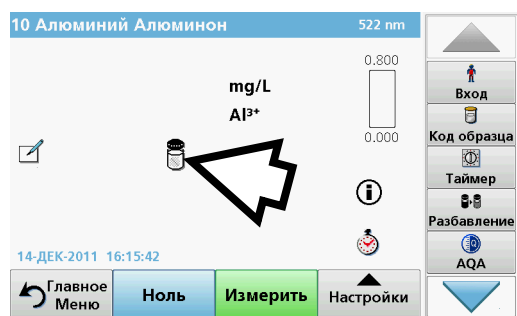 10 Алюминий Алюминон
522 nm
0.800
mg/L
Al³⁺
0.000
14-ДЕК-2011 16:15:42
Главное
Меню
Ноль
Измерить
Настройки
Вход
Код образца
Таймер
Разбавление
AQA